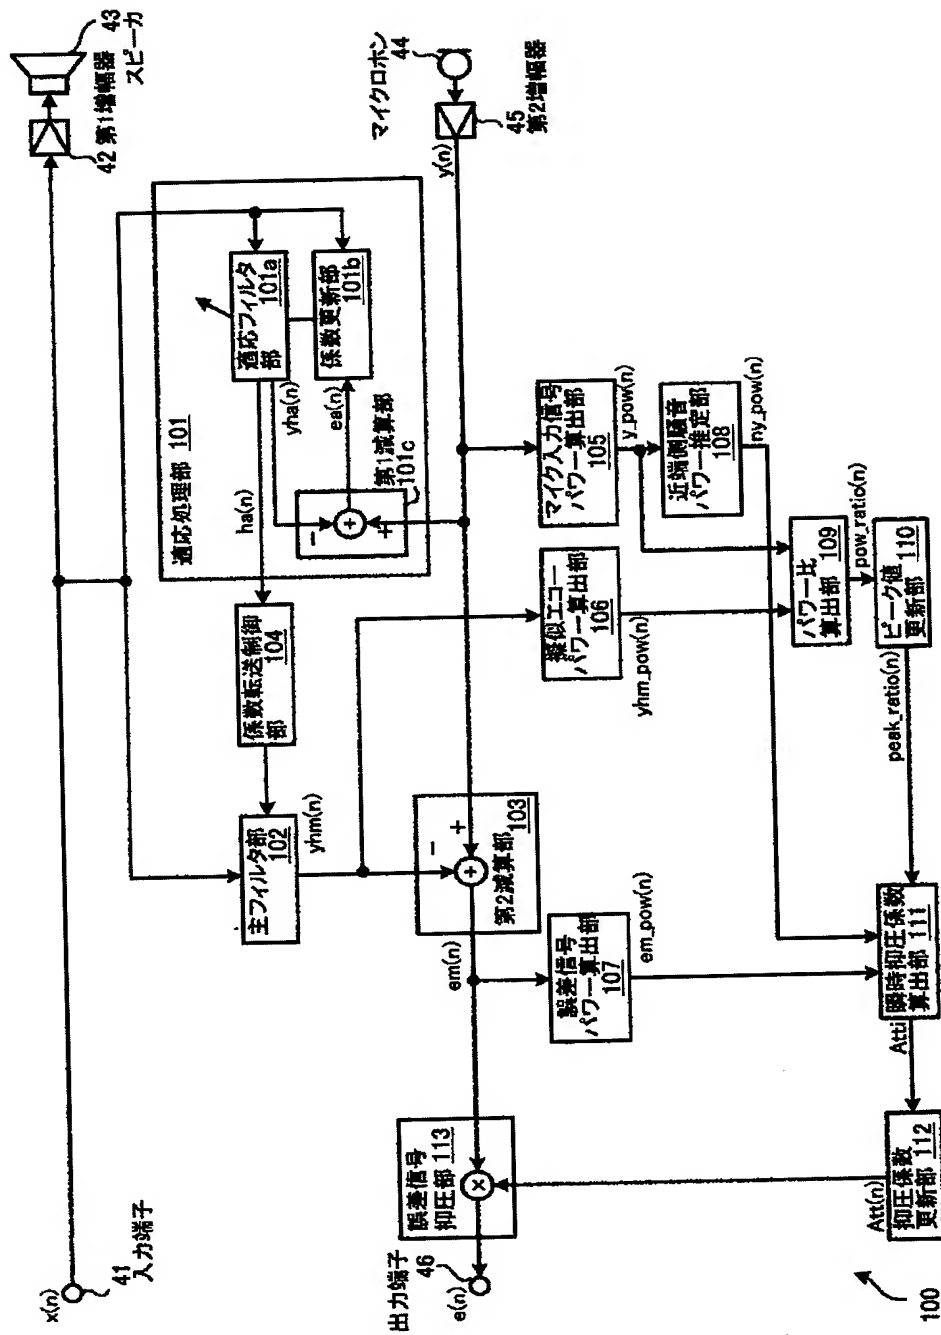 x(n)
41
入力端子
42 第1増幅器
43
スピーカ
適応処理部 101
適応フィルタ
部 101a
係数更新部
101b
ha(n)
yha(n)
ea(n)
第1減算部
101c
−
+
+
マイクロホン
44
45
第2増幅器
y(n)
係数転送制御
部 104
主フィルタ部
102
yhm(n)
−
+
+
第2減算部
103
em(n)
マイク入力信号
パワー算出部
105
y_pow(n)
擬似エコー
パワー算出部
106
yhm_pow(n)
近端側騒音
パワー推定部
108
ny_pow(n)
誤差信号
パワー算出部
107
em_pow(n)
パワー比
算出部 109
pow_ratio(n)
ピーク値
更新部 110
peak_ratio(n)
瞬時抑圧係数
算出部 111
Atti
抑圧係数
更新部 112
Att(n)
誤差信号
抑圧部 113
×
出力端子
46
e(n)
100